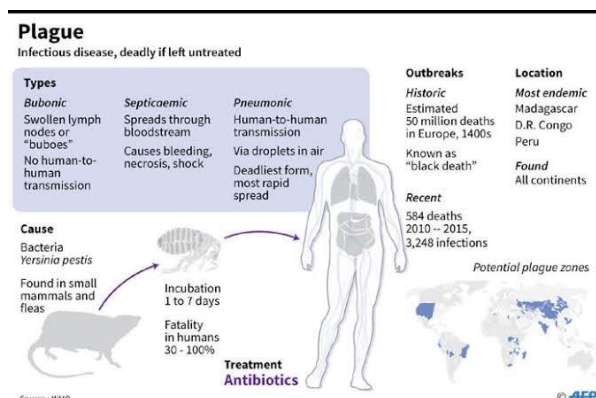 Plague
Infectious disease, deadly if left untreated
Types
Bubonic
Swollen lymph
nodes or
"buboes"
No human-to-
human
transmission
Septicaemic
Spreads through
bloodstream
Causes bleeding,
necrosis, shock
Pneumonic
Human-to-human
transmission
Via droplets in air
Deadliest form,
most rapid
spread
Outbreaks
Historic
Estimated
50 million deaths
in Europe, 1400s
Known as
"black death"
Recent
584 deaths
2010 -- 2015,
3,248 infections
Location
Most endemic
Madagascar
D.R. Congo
Peru
Found
All continents
Cause
Bacteria
Yersinia pestis
Found in small
mammals and
fleas
Incubation
1 to 7 days
Fatality
in humans
30 - 100%
Treatment
Antibiotics
Potential plague zones
© AFP